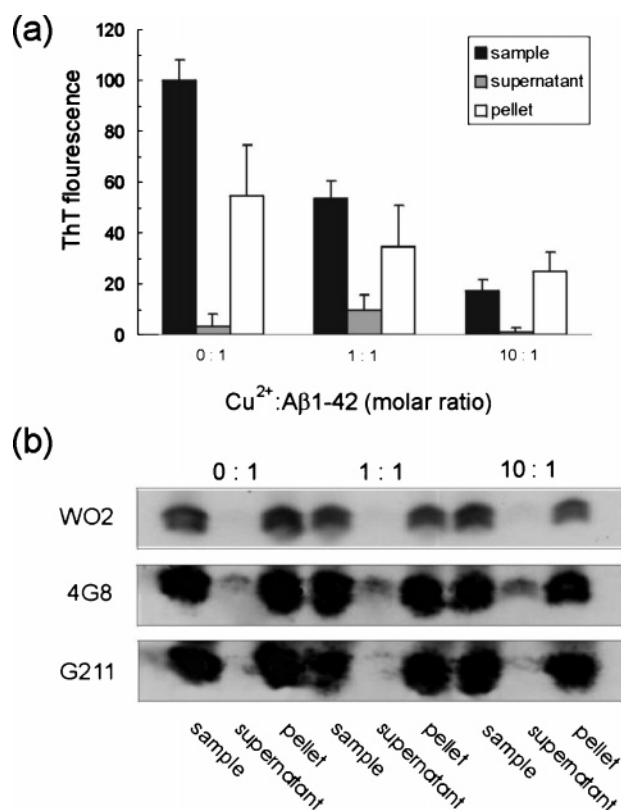 (a)
ThT flourescence
120
100
80
60
40
20
0
sample
supernatant
pellet
0 : 1
1 : 1
10 : 1
Cu²⁺:Aβ1-42 (molar ratio)
(b)
0 : 1 1 : 1 10 : 1
WO2
4G8
G211
sample supernatant pellet sample supernatant pellet sample supernatant pellet